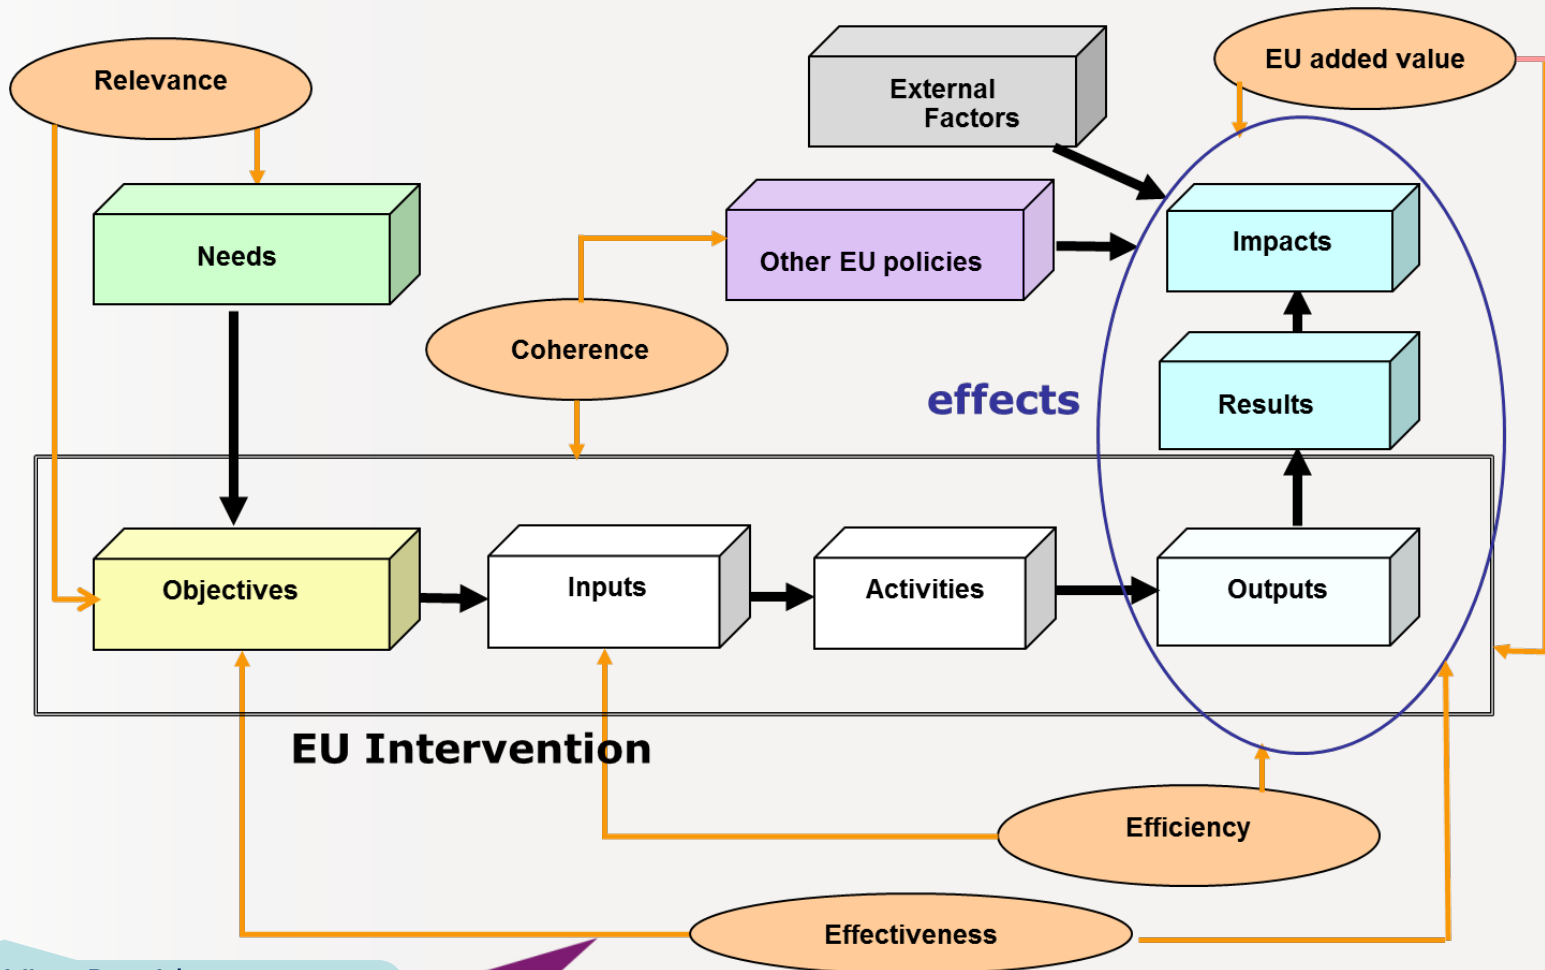 Relevance
External
Factors
EU added value
Needs
Other EU policies
Impacts
Coherence
effects
Results
Objectives
Inputs
Activities
Outputs
EU Intervention
Efficiency
Effectiveness